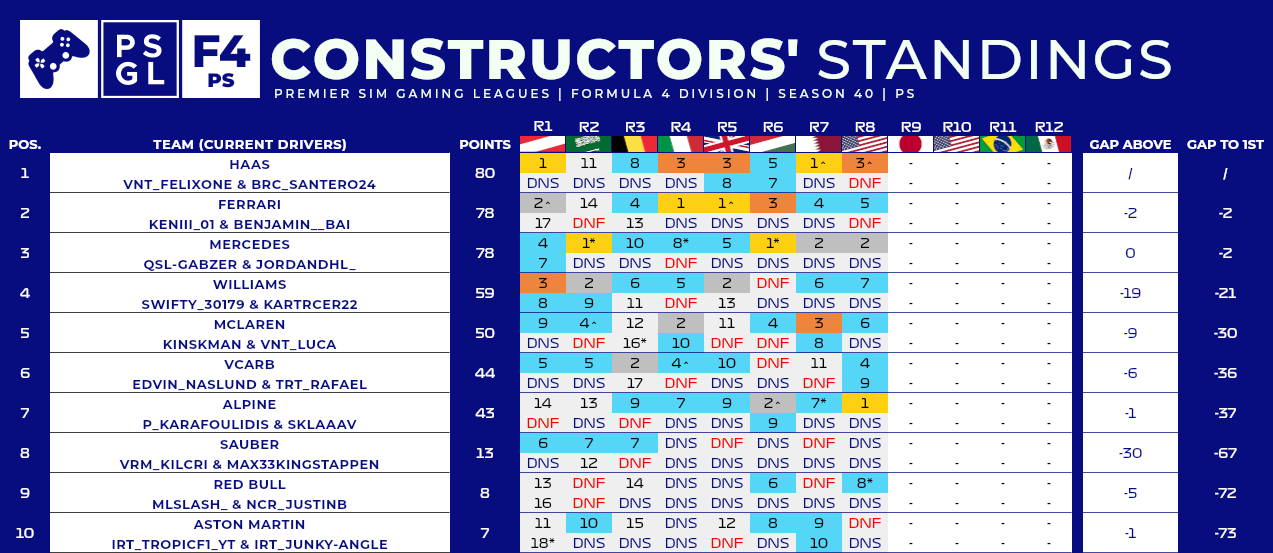 PS GL F4 PS CONSTRUCTORS' STANDINGS
PREMIER SIM GAMING LEAGUES | FORMULA 4 DIVISION | SEASON 40 | PS
R1 R2 R3 R4 R5 R6 R7 R8 R9 R10 R11 R12
POS. TEAM (CURRENT DRIVERS) POINTS GAP ABOVE GAP TO 1ST
1 HAAS 80 1 11 8 3 3 5 1^ 3^ - - - - / /
VNT_FELIXONE & BRC_SANTERO24 DNS DNS DNS DNS 8 7 DNS DNF - - - -
2 FERRARI 78 2^ 14 4 1 1^ 3 4 5 - - - - -2 -2
KENIII_01 & BENJAMIN__BAI 17 DNF 13 DNS DNS DNS DNS DNF - - - -
3 MERCEDES 78 4 1* 10 8* 5 1* 2 2 - - - - 0 -2
QSL-GABZER & JORDANDHL_ 7 DNS DNS DNF DNS DNS DNS DNS - - - -
4 WILLIAMS 59 3 2 6 5 2 DNF 6 7 - - - - -19 -21
SWIFTY_30179 & KARTRCER22 8 9 11 DNF 13 DNS DNS DNS - - - -
5 MCLAREN 50 9 4^ 12 2 11 4 3 6 - - - - -9 -30
KINSKMAN & VNT_LUCA DNS DNF 16* 10 DNF DNF 8 DNS - - - -
6 VCARB 44 5 5 2 4^ 10 DNF 11 4 - - - - -6 -36
EDVIN_NASLUND & TRT_RAFAEL DNS DNS 17 DNF DNS DNS DNF 9 - - - -
7 ALPINE 43 14 13 9 7 9 2^ 7* 1 - - - - -1 -37
P_KARAFOULIDIS & SKLAAAV DNF DNS DNF DNS DNS 9 DNS DNS - - - -
8 SAUBER 13 6 7 7 DNS DNF DNS DNF DNS - - - - -30 -67
VRM_KILCRI & MAX33KINGSTAPPEN DNS 12 DNF DNS DNS DNS DNS DNS - - - -
9 RED BULL 8 13 DNF 14 DNS DNS 6 DNF 8* - - - - -5 -72
MLSLASH_ & NCR_JUSTINB 16 DNF DNS DNS DNS DNS DNS DNS - - - -
10 ASTON MARTIN 7 11 10 15 DNS 12 8 9 DNF - - - - -1 -73
IRT_TROPICF1_YT & IRT_JUNKY-ANGLE 18* DNS DNS DNS DNF DNS 10 DNS - - - -